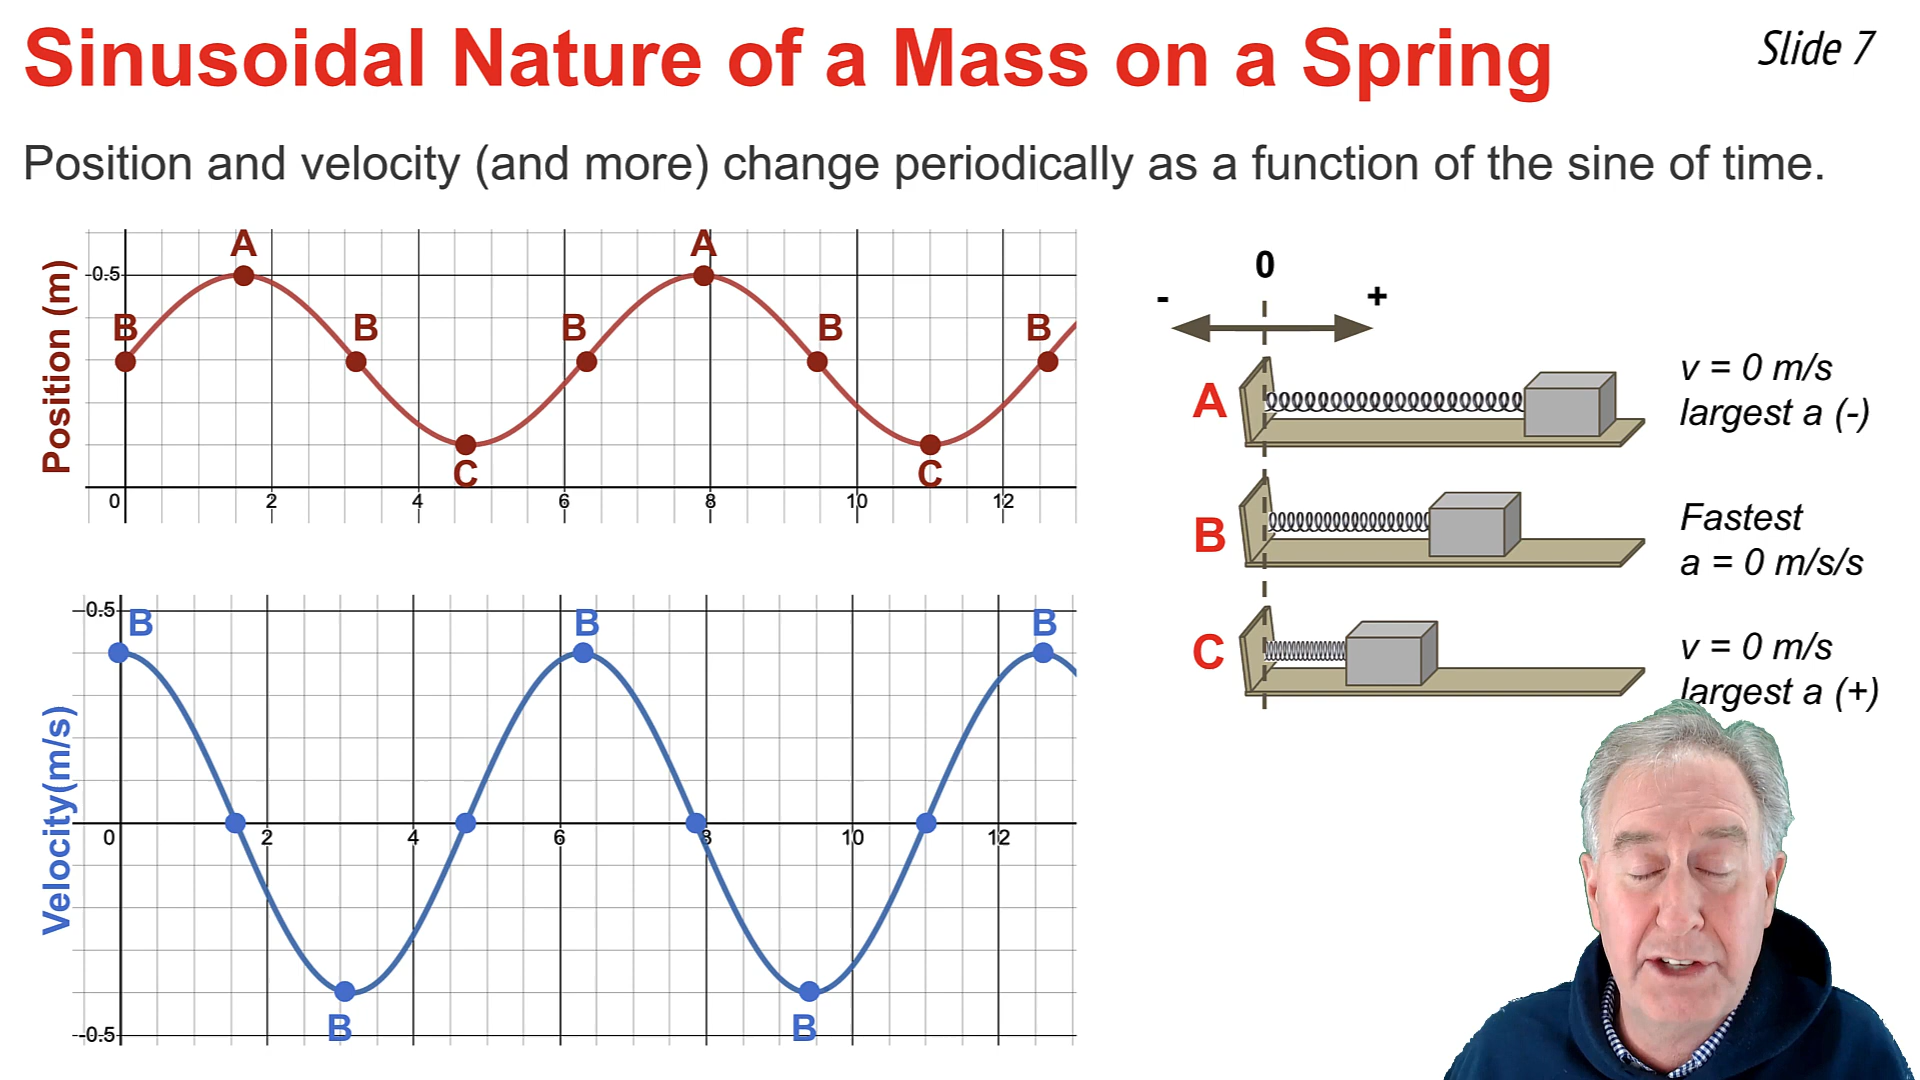 Sinusoidal Nature of a Mass on a Spring
Slide 7
Position and velocity (and more) change periodically as a function of the sine of time.
Position (m)
0.5
A
A
B
B
B
B
B
C
C
0 2 4 6 8 10 12
Velocity(m/s)
0.5
B
B
B
0 2 4 6 8 10 12
B
B
-0.5
0
- +
A
v = 0 m/s
largest a (-)
B
Fastest
a = 0 m/s/s
C
v = 0 m/s
largest a (+)